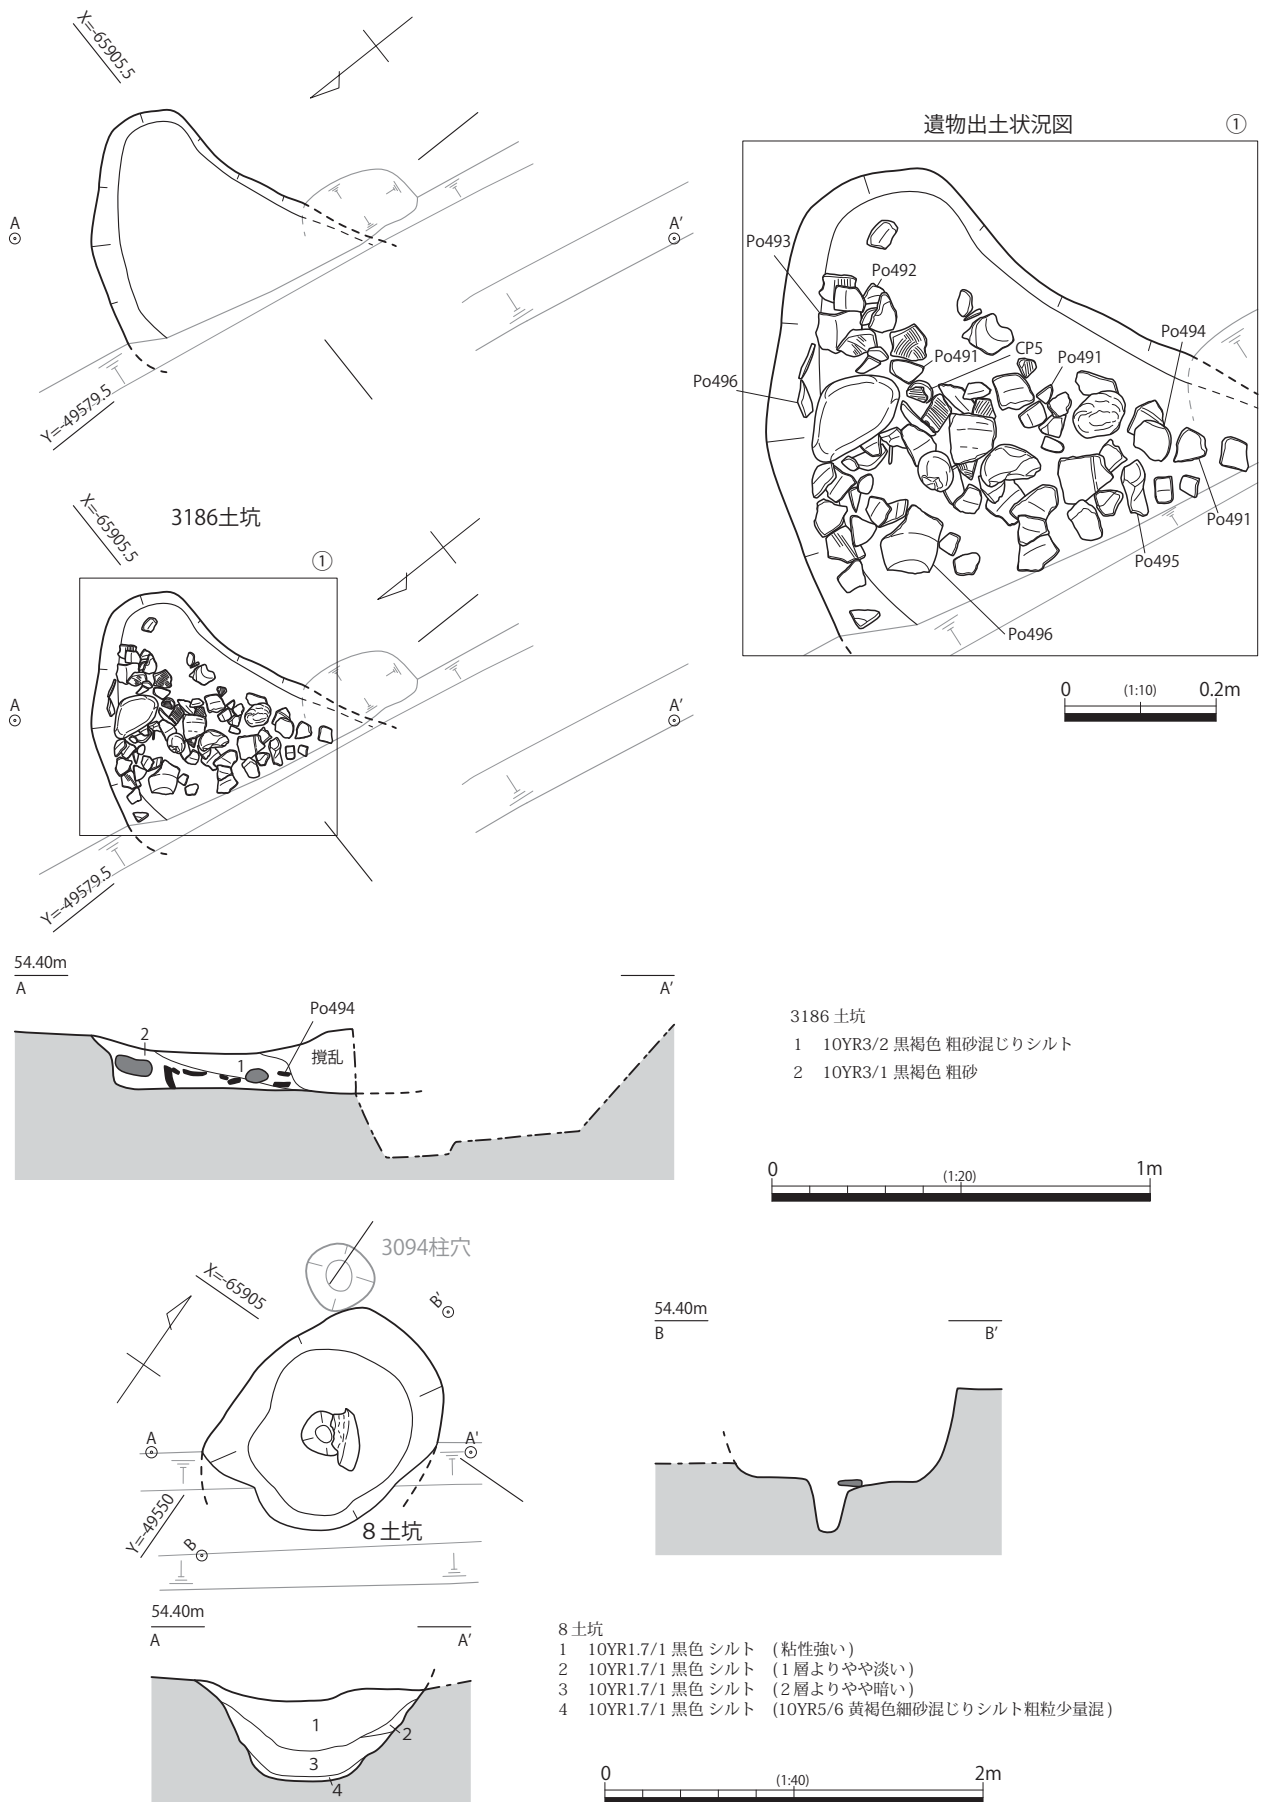 X=-65905.5
A
A′
Y=-49579.5
遺物出土状況図 ①
Po493
Po492
Po494
Po491
CP5
Po491
Po496
Po491
Po495
Po496
0 (1:10) 0.2m
X=-65905.5
3186土坑
①
A
A′
Y=-49579.5
54.40m
A
A′
Po494
2
1
撹乱
3186 土坑
1 10YR3/2 黒褐色 粗砂混じりシルト
2 10YR3/1 黒褐色 粗砂
0 (1:20) 1m
3094柱穴
X=-65905
B′
A
A′
Y=-49550
B
8土坑
54.40m
B
B′
54.40m
A
A′
1
2
3
4
8土坑
1 10YR1.7/1 黒色 シルト (粘性強い)
2 10YR1.7/1 黒色 シルト (1層よりやや淡い)
3 10YR1.7/1 黒色 シルト (2層よりやや暗い)
4 10YR1.7/1 黒色 シルト (10YR5/6 黄褐色細砂混じりシルト粗粒少量混)
0 (1:40) 2m